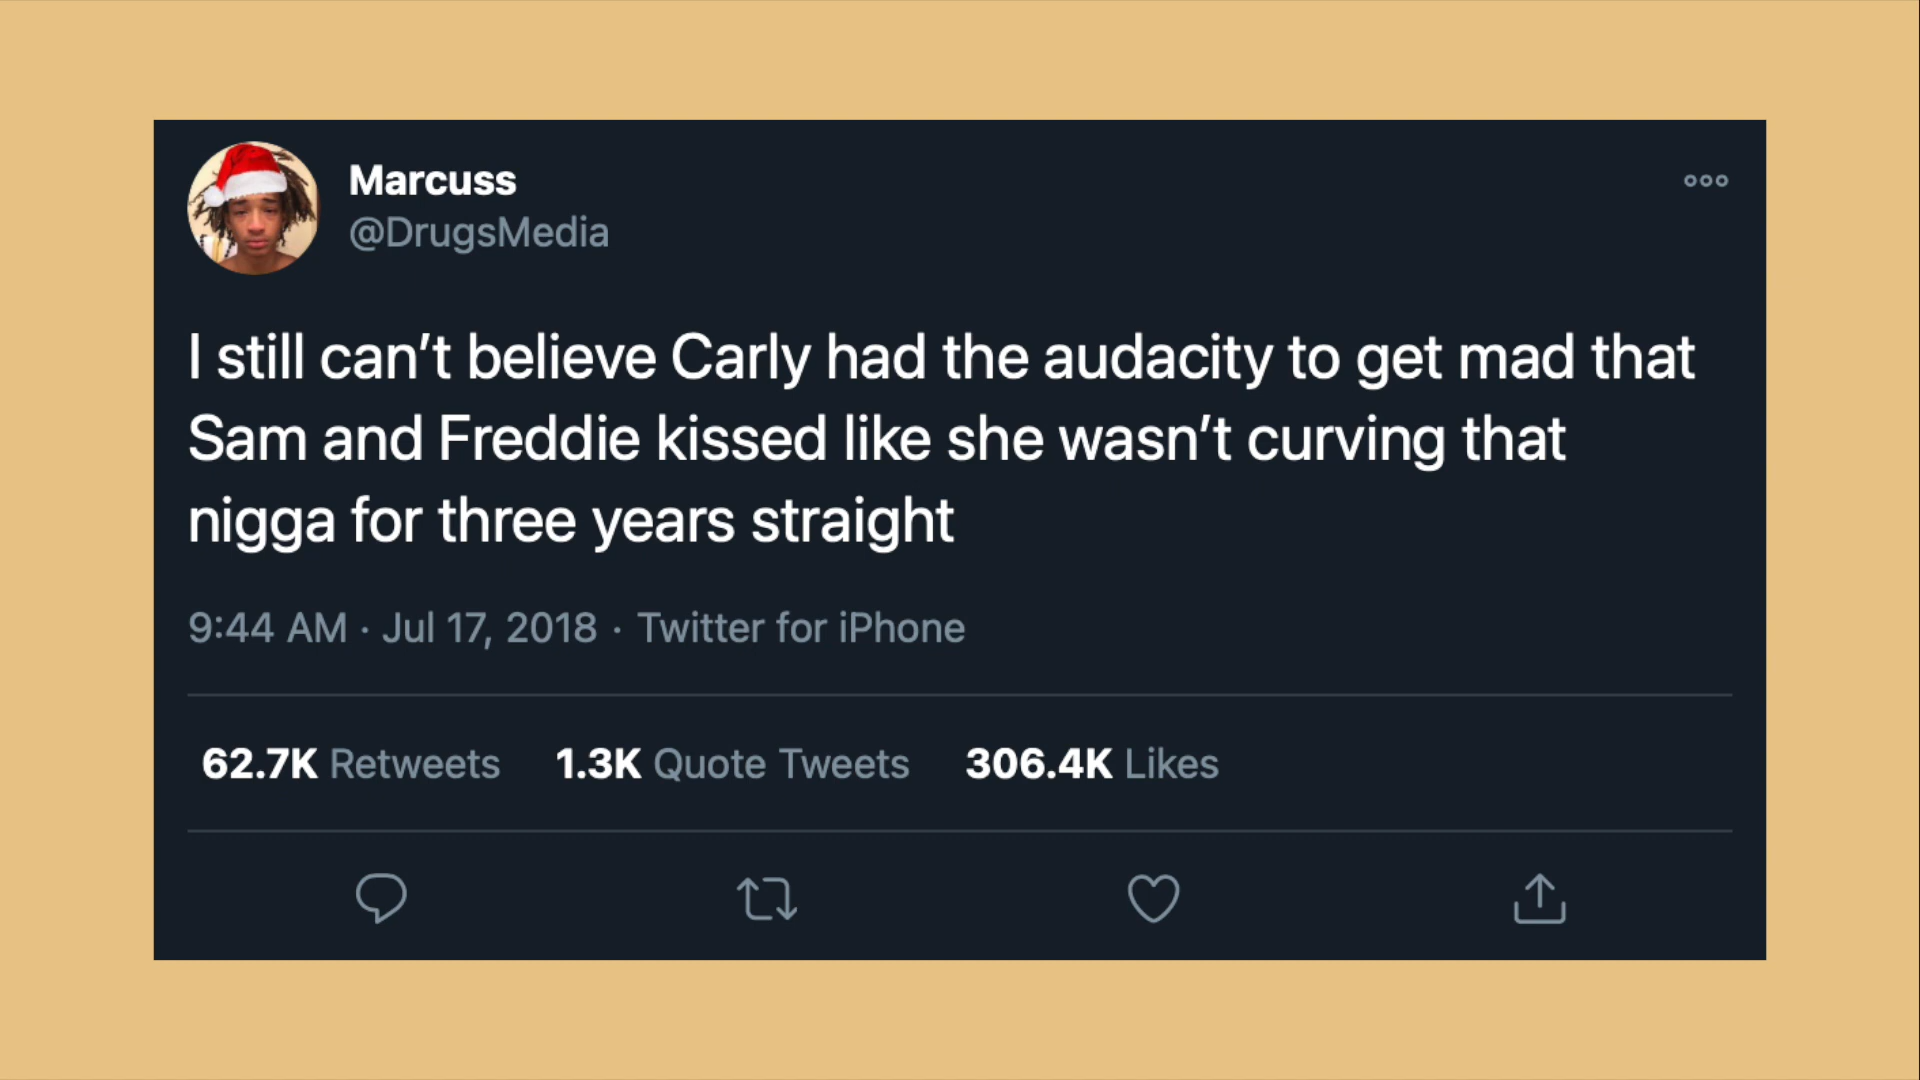 Marcuss
@DrugsMedia
I still can’t believe Carly had the audacity to get mad that
Sam and Freddie kissed like she wasn’t curving that
nigga for three years straight
9:44 AM · Jul 17, 2018 · Twitter for iPhone
62.7K Retweets 1.3K Quote Tweets 306.4K Likes